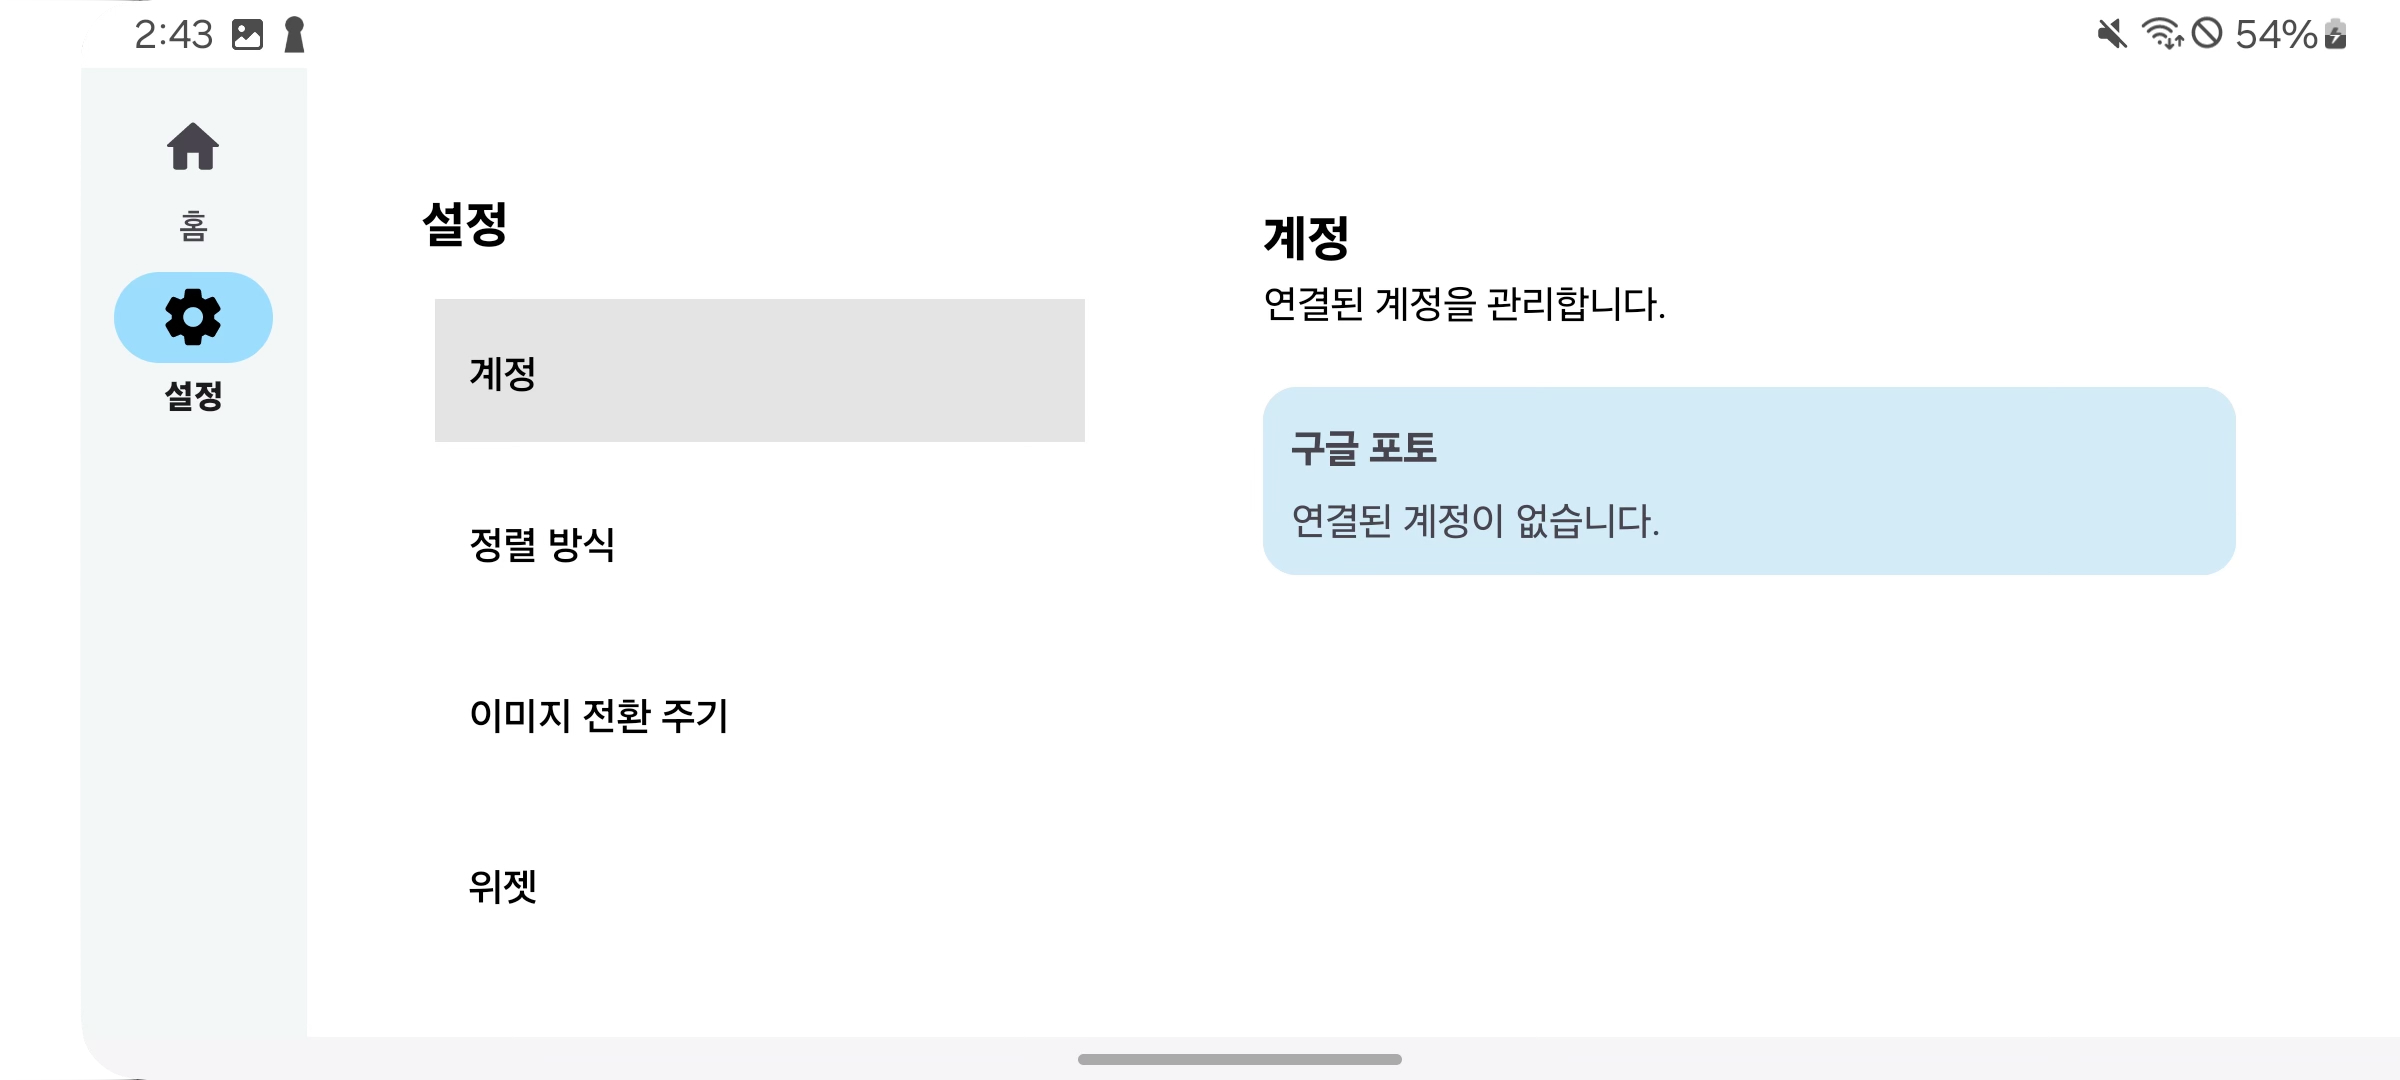 2:43
54%
홈
설정
설정
계정
정렬 방식
이미지 전환 주기
위젯
계정
연결된 계정을 관리합니다.
구글 포토
연결된 계정이 없습니다.